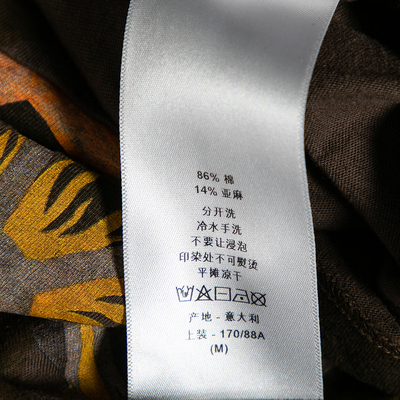 86% 棉
14% 亚麻
分开洗
冷水手洗
不要让浸泡
印染处不可熨烫
平摊凉干
产地 - 意大利
上装 - 170/88A
(M)